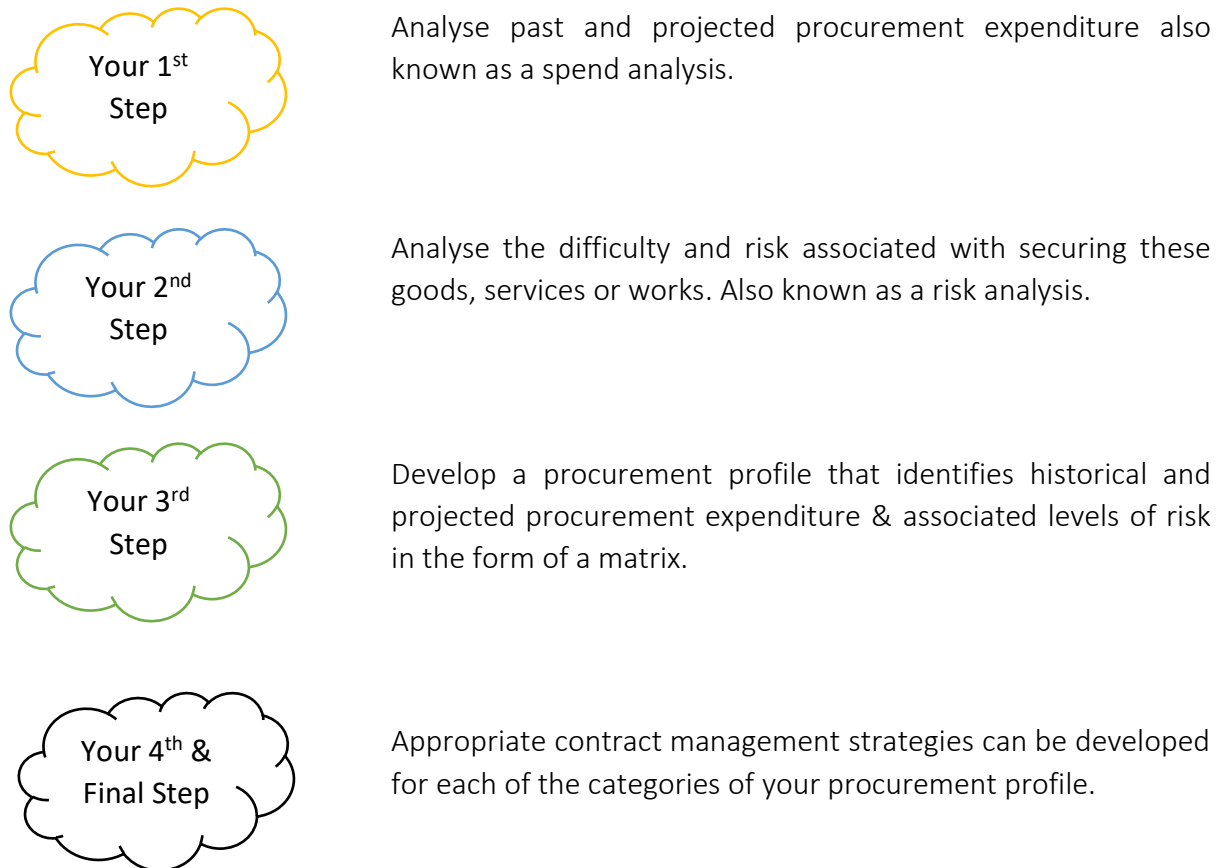 Your 1st
Step
Analyse past and projected procurement expenditure also
known as a spend analysis.
Your 2nd
Step
Analyse the difficulty and risk associated with securing these
goods, services or works. Also known as a risk analysis.
Your 3rd
Step
Develop a procurement profile that identifies historical and
projected procurement expenditure & associated levels of risk
in the form of a matrix.
Your 4th &
Final Step
Appropriate contract management strategies can be developed
for each of the categories of your procurement profile.